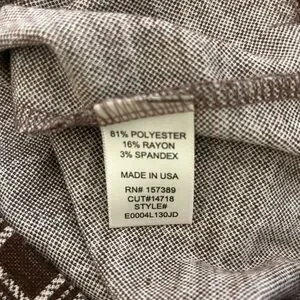 81% POLYESTER
16% RAYON
3% SPANDEX
MADE IN USA
RN# 157389
CUT#14718
STYLE#
E0004L130JD